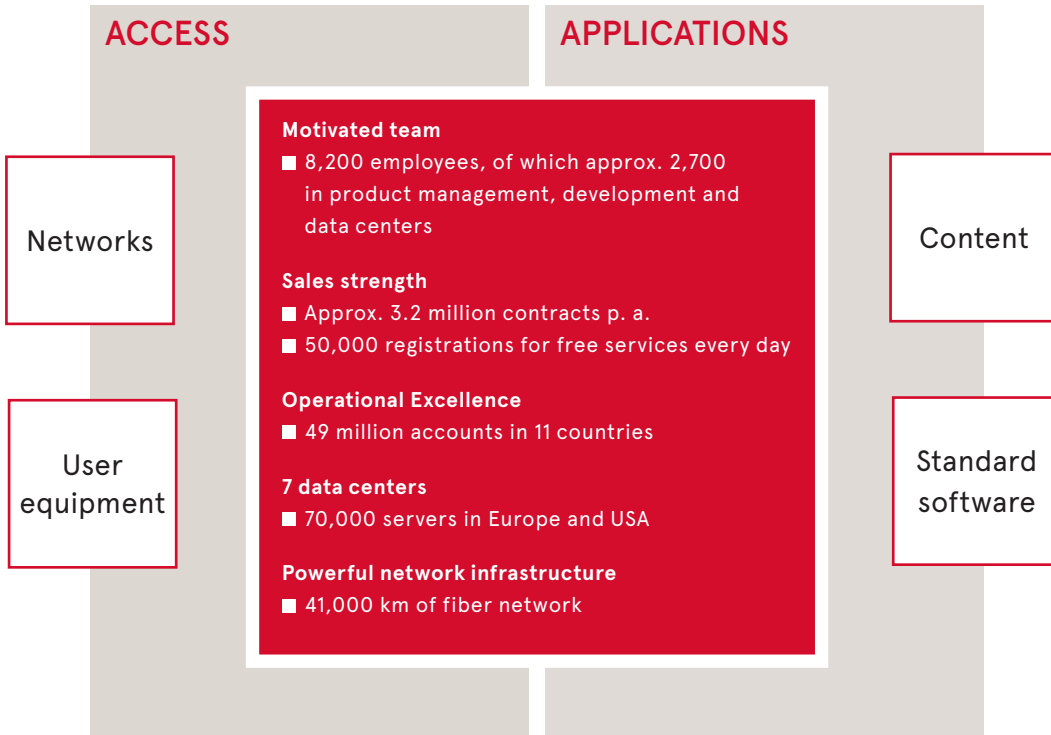 ACCESS
APPLICATIONS
Networks
User
equipment
Motivated team
■ 8,200 employees, of which approx. 2,700
in product management, development and
data centers
Sales strength
■ Approx. 3.2 million contracts p. a.
■ 50,000 registrations for free services every day
Operational Excellence
■ 49 million accounts in 11 countries
7 data centers
■ 70,000 servers in Europe and USA
Powerful network infrastructure
■ 41,000 km of fiber network
Content
Standard
software